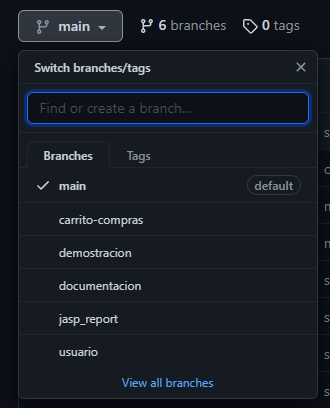 main 6 branches 0 tags
Switch branches/tags
Find or create a branch...
Branches Tags
main default
carrito-compras
demostracion
documentacion
jasp_report
usuario
View all branches